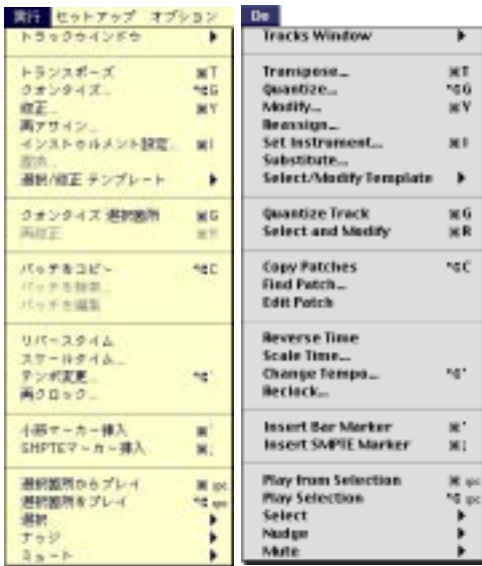 実行 セットアップ オプション
トラックウインドウ
トランスポーズ... ⌘T
クオンタイズ... ⌥⌘G
修正... ⌘Y
再アサイン...
インストゥルメント設定... ⌘I
置換...
選択/修正 テンプレート
クオンタイズ 選択箇所 ⌘G
再修正 ⌘R
パッチをコピー ⌥⌘C
パッチを検索...
パッチを編集
リバースタイム
スケールタイム...
テンポ変更...
再クロック...
小節マーカー挿入
SMPTEマーカー挿入
選択箇所からプレイ ⌘ spc
選択箇所をプレイ spc
選択
ナッジ
ミュート
Do
Tracks Window
Transpose... ⌘T
Quantize... ⌥⌘G
Modify... ⌘Y
Reassign...
Set Instrument... ⌘I
Substitute...
Select/Modify Template
Quantize Track ⌘G
Select and Modify ⌘R
Copy Patches ⌥⌘C
Find Patch...
Edit Patch
Reverse Time
Scale Time...
Change Tempo...
Reclock...
Insert Bar Marker
Insert SMPTE Marker
Play from Selection ⌘ spc
Play Selection spc
Select
Nudge
Mute